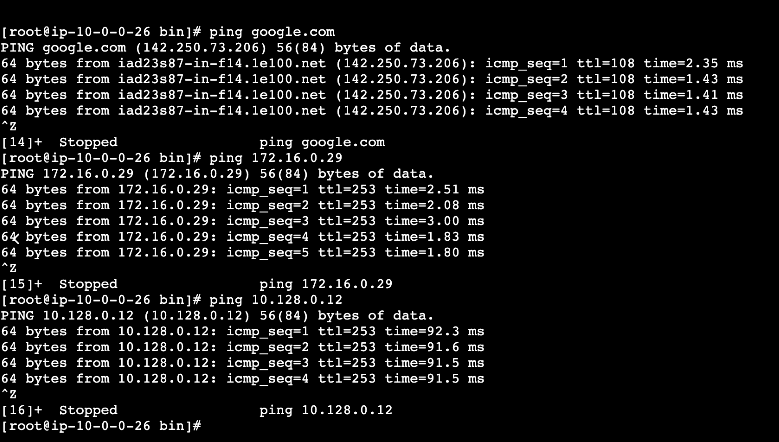 [root@ip-10-0-0-26 bin]# ping google.com
PING google.com (142.250.73.206) 56(84) bytes of data.
64 bytes from iad23s87-in-f14.1e100.net (142.250.73.206): icmp_seq=1 ttl=108 time=2.35 ms
64 bytes from iad23s87-in-f14.1e100.net (142.250.73.206): icmp_seq=2 ttl=108 time=1.43 ms
64 bytes from iad23s87-in-f14.1e100.net (142.250.73.206): icmp_seq=3 ttl=108 time=1.41 ms
64 bytes from iad23s87-in-f14.1e100.net (142.250.73.206): icmp_seq=4 ttl=108 time=1.43 ms
^Z
[14]+  Stopped                 ping google.com
[root@ip-10-0-0-26 bin]# ping 172.16.0.29
PING 172.16.0.29 (172.16.0.29) 56(84) bytes of data.
64 bytes from 172.16.0.29: icmp_seq=1 ttl=253 time=2.51 ms
64 bytes from 172.16.0.29: icmp_seq=2 ttl=253 time=2.08 ms
64 bytes from 172.16.0.29: icmp_seq=3 ttl=253 time=3.00 ms
64 bytes from 172.16.0.29: icmp_seq=4 ttl=253 time=1.83 ms
64 bytes from 172.16.0.29: icmp_seq=5 ttl=253 time=1.80 ms
^Z
[15]+  Stopped                 ping 172.16.0.29
[root@ip-10-0-0-26 bin]# ping 10.128.0.12
PING 10.128.0.12 (10.128.0.12) 56(84) bytes of data.
64 bytes from 10.128.0.12: icmp_seq=1 ttl=253 time=92.3 ms
64 bytes from 10.128.0.12: icmp_seq=2 ttl=253 time=91.6 ms
64 bytes from 10.128.0.12: icmp_seq=3 ttl=253 time=91.5 ms
64 bytes from 10.128.0.12: icmp_seq=4 ttl=253 time=91.5 ms
^Z
[16]+  Stopped                 ping 10.128.0.12
[root@ip-10-0-0-26 bin]#